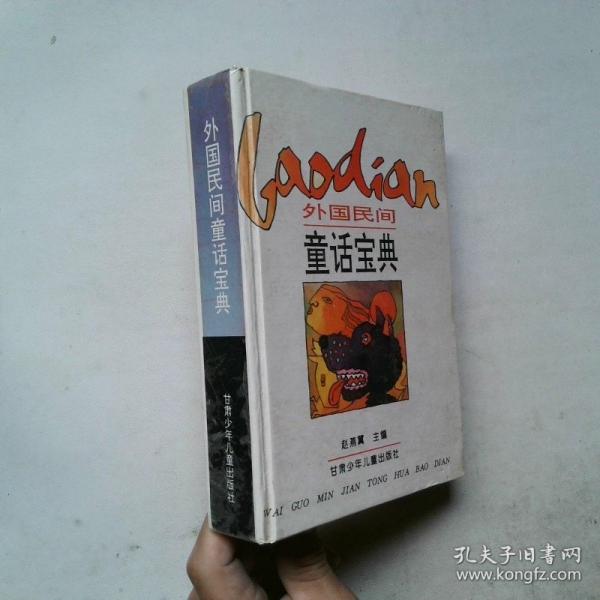 外国民间童话宝典
甘肃少年儿童出版社
baodian
外国民间
童话宝典
赵燕翼 主编
甘肃少年儿童出版社
WAI GUO MIN JIAN TONG HUA BAO DIAN
孔夫子旧书网
www.kongfz.com